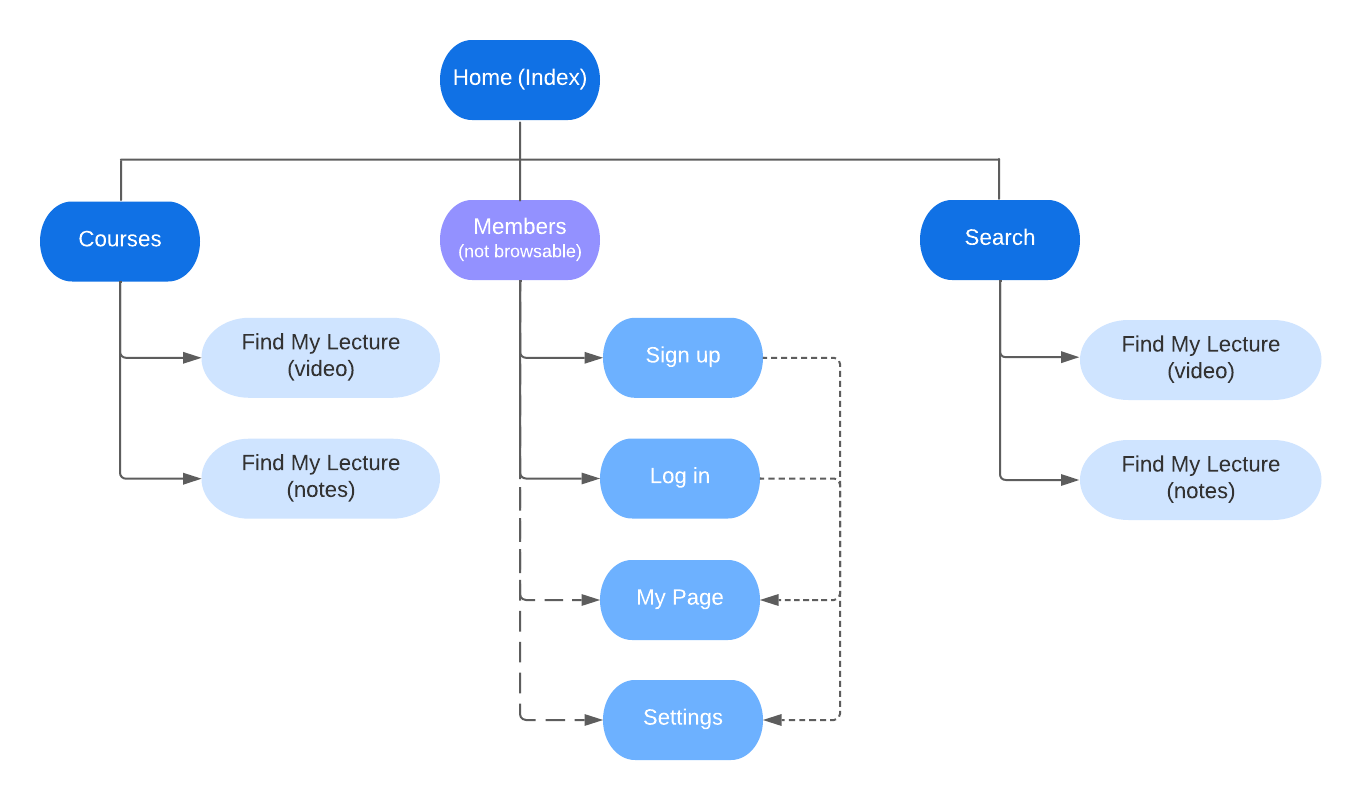 Home (Index)
Courses
Members
(not browsable)
Search
Find My Lecture
(video)
Sign up
Find My Lecture
(video)
Find My Lecture
(notes)
Log in
Find My Lecture
(notes)
My Page
Settings